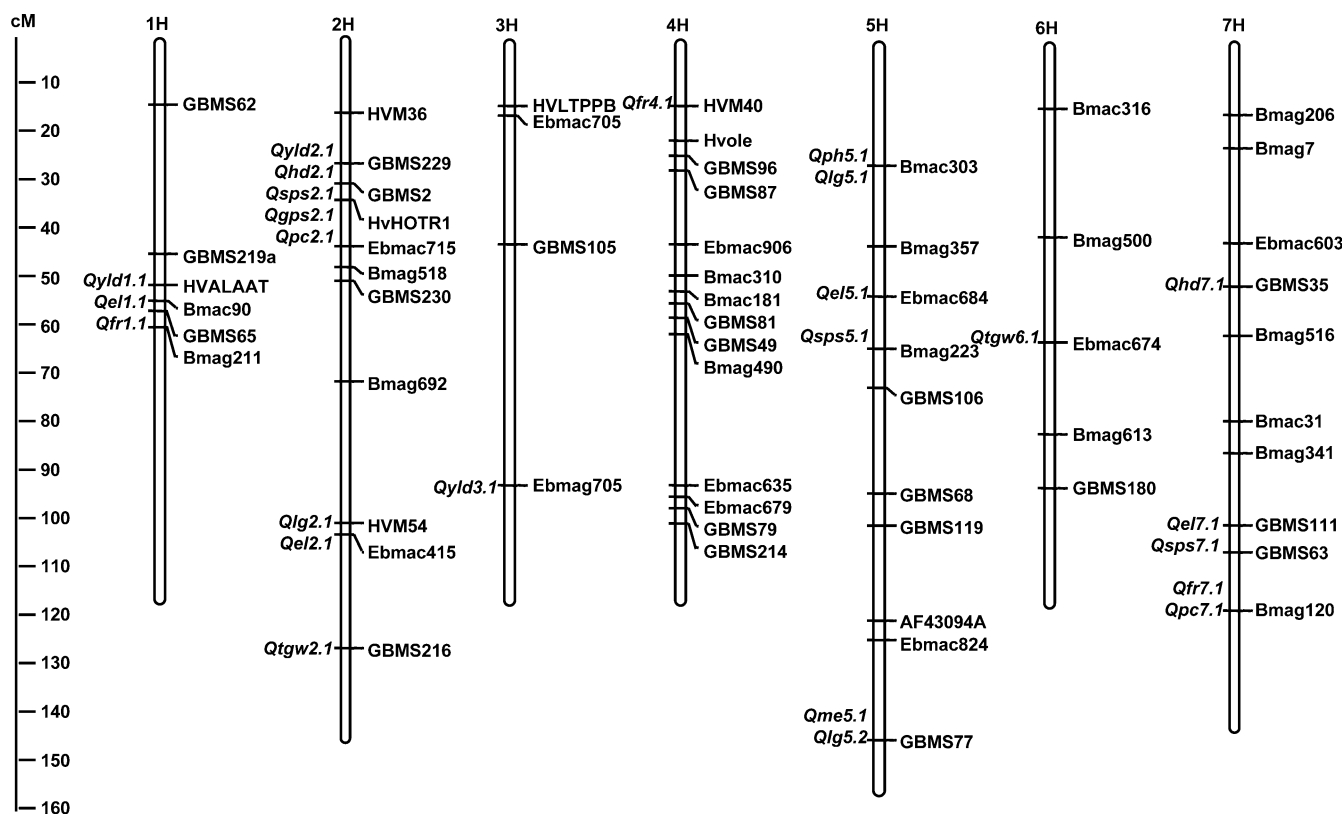 cM
10
20
30
40
50
60
70
80
90
100
110
120
130
140
150
160
1H
GBMS62
GBMS219a
Qyld1.1 HVALAAT
Qel1.1 Bmac90
Qfr1.1 GBMS65
Bmag211
2H
HVM36
Qyld2.1 GBMS229
Qhd2.1 GBMS2
Qsps2.1
Qgps2.1 HvHOTR1
Qpc2.1 Ebmac715
Bmag518
GBMS230
Bmag692
Qlg2.1 HVM54
Qel2.1 Ebmac415
Qtgw2.1 GBMS216
3H
HVLTPPB
Ebmac705
GBMS105
Qyld3.1 Ebmag705
4H
Qfr4.1 HVM40
Hvole
GBMS96
GBMS87
Ebmac906
Bmac310
Bmac181
GBMS81
GBMS49
Bmag490
Ebmac635
Ebmac679
GBMS79
GBMS214
5H
Qph5.1 Bmac303
Qlg5.1
Bmag357
Qel5.1 Ebmac684
Qsps5.1 Bmag223
GBMS106
GBMS68
GBMS119
AF43094A
Ebmac824
Qme5.1
Qlg5.2 GBMS77
6H
Bmac316
Bmag500
Qtgw6.1 Ebmac674
Bmag613
GBMS180
7H
Bmag206
Bmag7
Ebmac603
Qhd7.1 GBMS35
Bmag516
Bmac31
Bmag341
Qel7.1 GBMS111
Qsps7.1 GBMS63
Qfr7.1
Qpc7.1 Bmag120